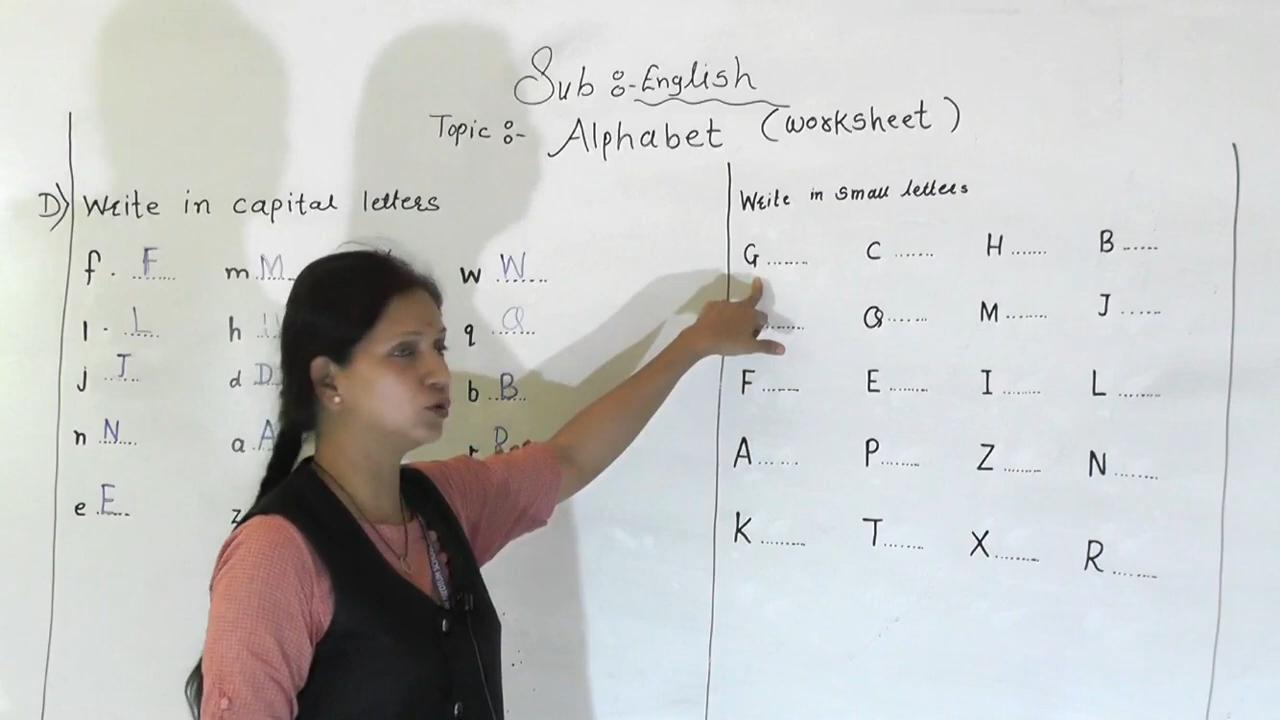 Sub :- English
Topic :- Alphabet (worksheet)
D) Write in capital letters
f . F m M w W
l . L h q Q
j J d D b B
n N a A
e E z
Write in small letters
G ....... C ....... H ....... B ......
....... Q ....... M ........ J ......
F ...... E ........ I ........ L ........
A ...... P ....... Z ........ N ........
K ........ T ....... X ........ R ........